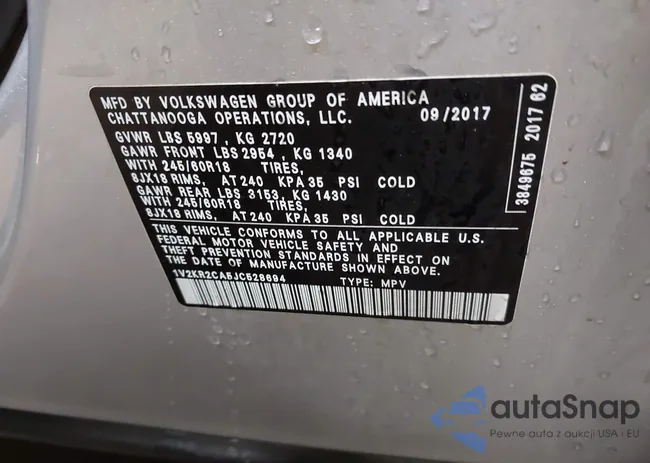 MFD BY VOLKSWAGEN GROUP OF AMERICA
CHATTANOOGA OPERATIONS, LLC. 09/2017
GVWR LBS 5997 , KG 2720
GAWR FRONT LBS 2954 , KG 1340
WITH 245/60R18 TIRES,
8JX18 RIMS, AT 240 KPA 35 PSI COLD
GAWR REAR LBS 3153, KG 1430
WITH 245/60R18 TIRES,
8JX18 RIMS, AT 240 KPA 35 PSI COLD
THIS VEHICLE CONFORMS TO ALL APPLICABLE U.S.
FEDERAL MOTOR VEHICLE SAFETY AND
THEFT PREVENTION STANDARDS IN EFFECT ON
THE DATE OF MANUFACTURE SHOWN ABOVE.
1V2KR2CA5JC528694 TYPE: MPV
3849675 2017 62
autaSnap
Pewne auta z aukcji USA i EU